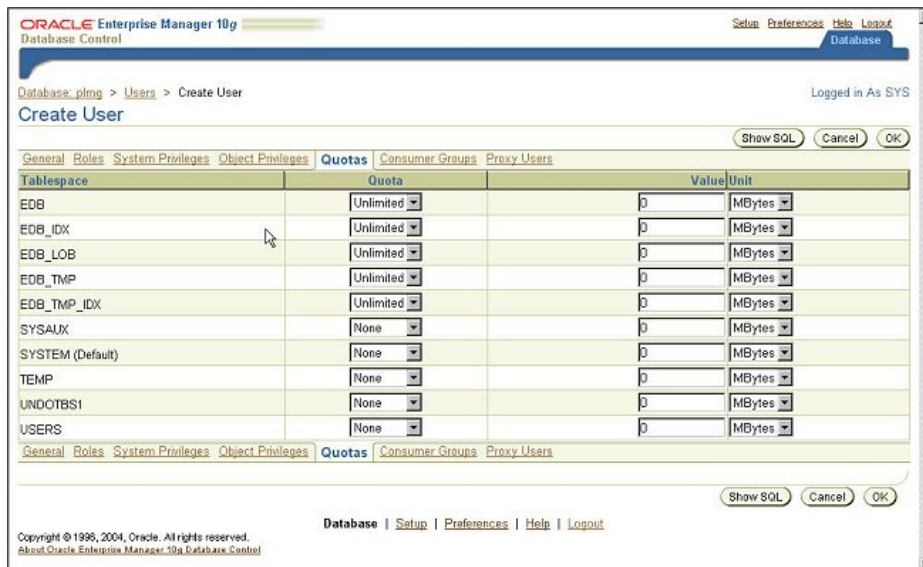 ORACLE Enterprise Manager 10g
Database Control
Setup Preferences Help Logout
Database
Database: plmg > Users > Create User
Logged in As SYS
Create User
Show SQL Cancel OK
General Roles System Privileges Object Privileges Quotas Consumer Groups Proxy Users
Tablespace Quota Value Unit
EDB Unlimited 0 MBytes
EDB_IDX Unlimited 0 MBytes
EDB_LOB Unlimited 0 MBytes
EDB_TMP Unlimited 0 MBytes
EDB_TMP_IDX Unlimited 0 MBytes
SYSAUX None 0 MBytes
SYSTEM (Default) None 0 MBytes
TEMP None 0 MBytes
UNDOTBS1 None 0 MBytes
USERS None 0 MBytes
General Roles System Privileges Object Privileges Quotas Consumer Groups Proxy Users
Show SQL Cancel OK
Database | Setup | Preferences | Help | Logout
Copyright © 1996, 2004, Oracle. All rights reserved.
About Oracle Enterprise Manager 10g Database Control